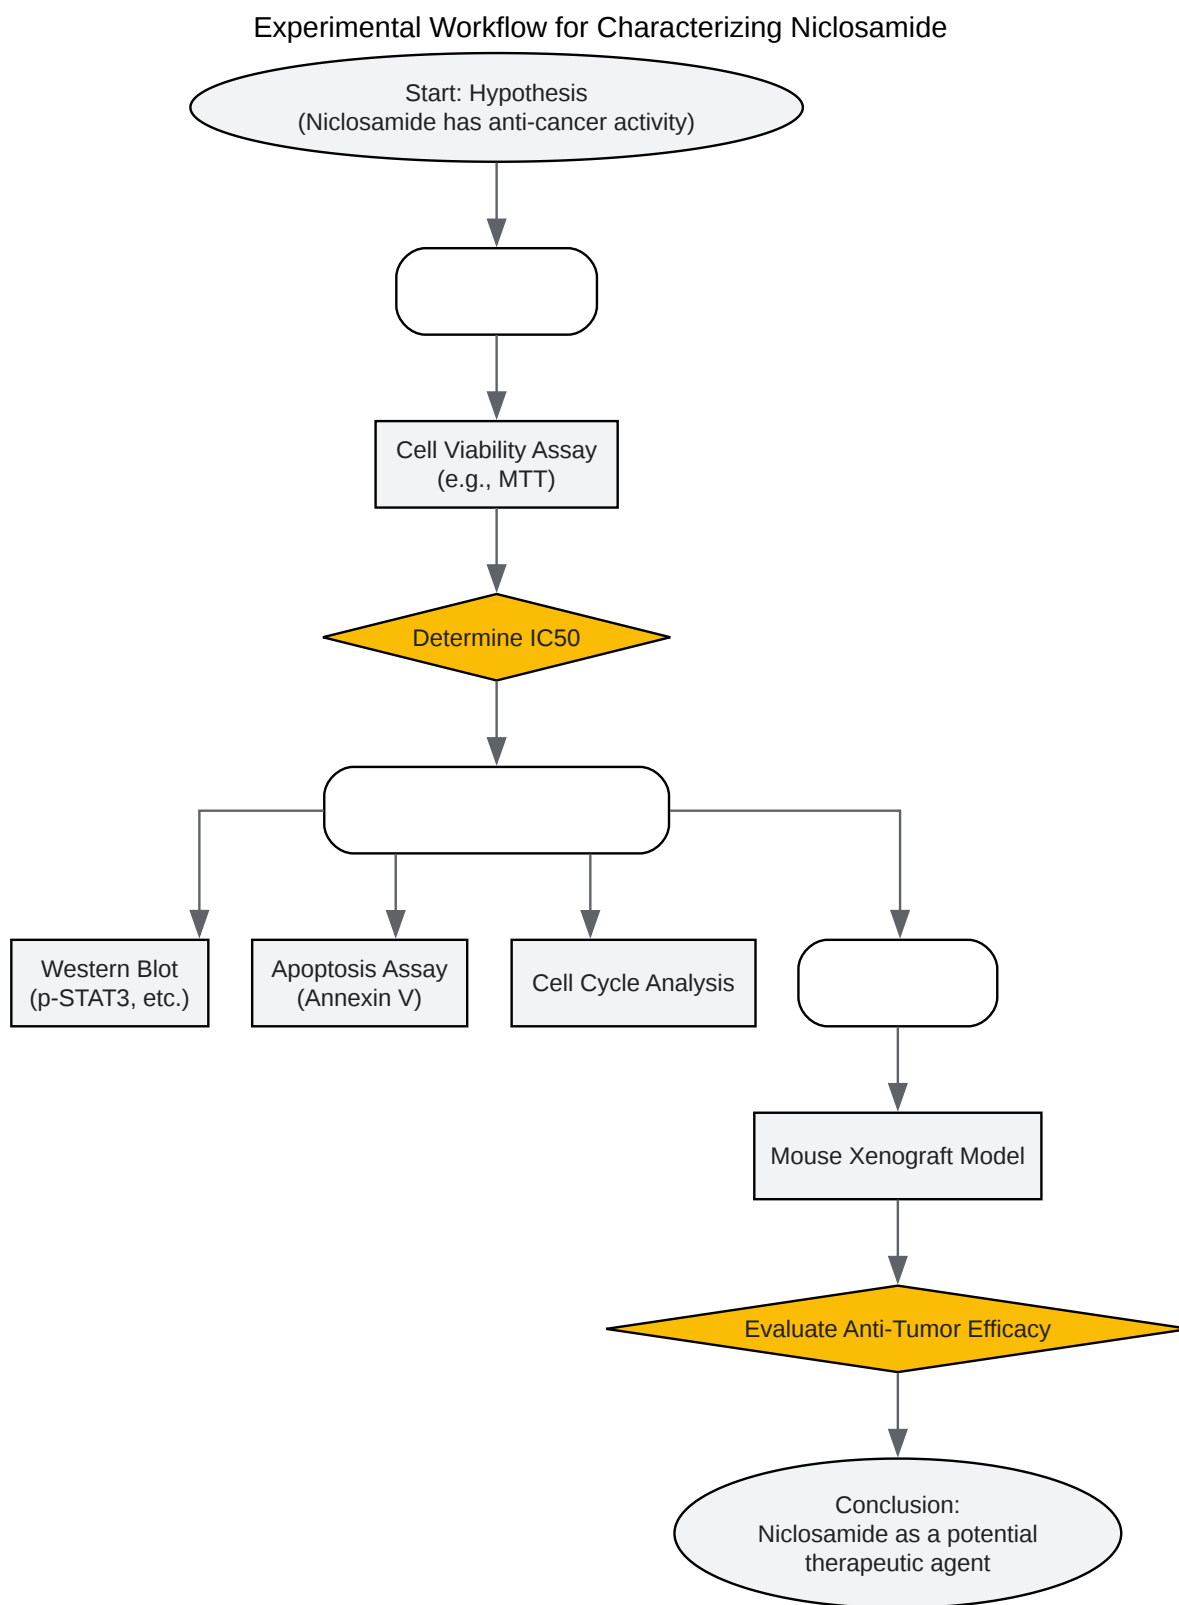 Experimental Workflow for Characterizing Niclosamide
Start: Hypothesis
(Niclosamide has anti-cancer activity)
Cell Viability Assay
(e.g., MTT)
Determine IC50
Western Blot
(p-STAT3, etc.)
Apoptosis Assay
(Annexin V)
Cell Cycle Analysis
Mouse Xenograft Model
Evaluate Anti-Tumor Efficacy
Conclusion:
Niclosamide as a potential
therapeutic agent